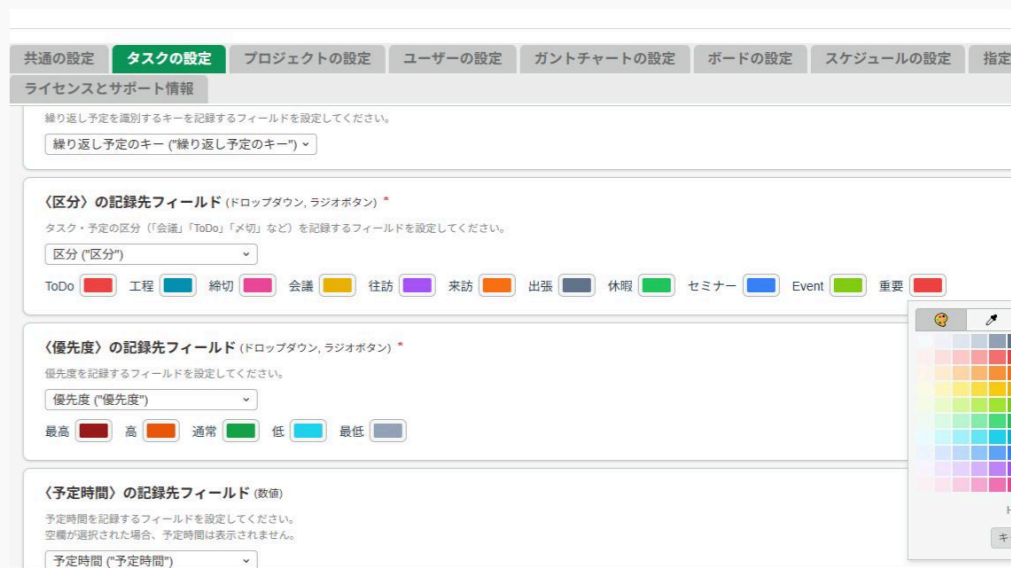 共通の設定 タスクの設定 プロジェクトの設定 ユーザーの設定 ガントチャートの設定 ボードの設定 スケジュールの設定 指定
ライセンスとサポート情報
繰り返し予定を識別するキーを記録するフィールドを設定してください。
繰り返し予定のキー ("繰り返し予定のキー")
〈区分〉の記録先フィールド (ドロップダウン, ラジオボタン) *
タスク・予定の区分（「会議」「ToDo」「〆切」など）を記録するフィールドを設定してください。
区分 ("区分")
ToDo 工程 締切 会議 往訪 来訪 出張 休暇 セミナー Event 重要
〈優先度〉の記録先フィールド (ドロップダウン, ラジオボタン) *
優先度を記録するフィールドを設定してください。
優先度 ("優先度")
最高 高 通常 低 最低
〈予定時間〉の記録先フィールド (数値)
予定時間を記録するフィールドを設定してください。
空欄が選択された場合、予定時間は表示されません。
キ
予定時間 ("予定時間")